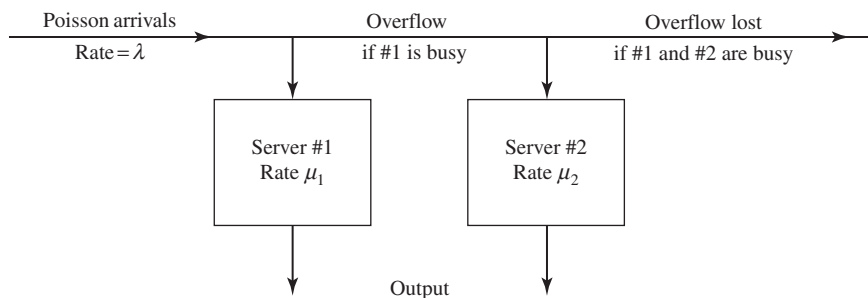 Poisson arrivals
Rate = λ
Overflow
if #1 is busy
Overflow lost
if #1 and #2 are busy
Server #1
Rate μ₁
Server #2
Rate μ₂
Output